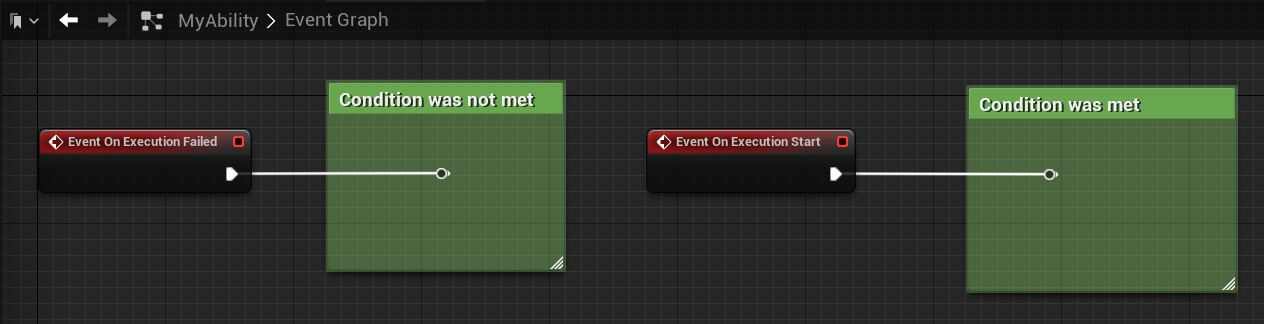 MyAbility > Event Graph
Condition was not met
Event On Execution Failed
Condition was met
Event On Execution Start